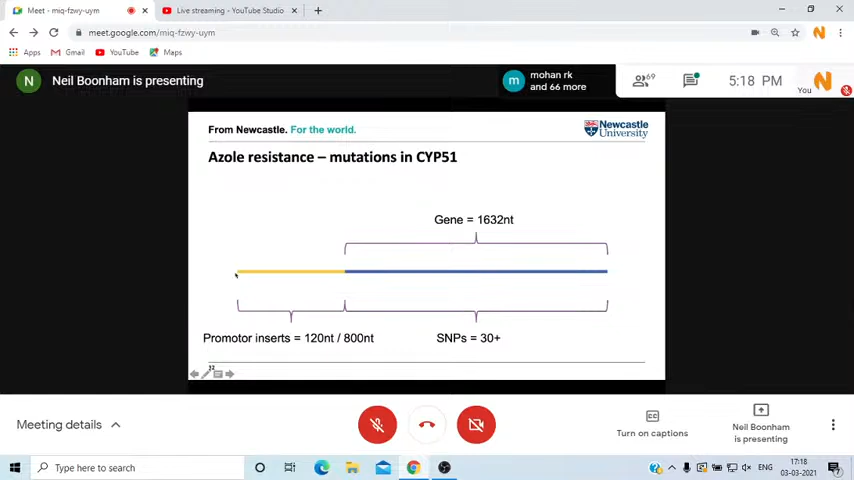 Meet - miq-fzwy-uym
Live streaming - YouTube Studio
meet.google.com/miq-fzwy-uym
Apps
Gmail
YouTube
Maps
N
Neil Boonham is presenting
m
mohan rk
and 66 more
69
5:18 PM
You
From Newcastle. For the world.
Newcastle
University
Azole resistance – mutations in CYP51
Gene = 1632nt
Promotor inserts = 120nt / 800nt
SNPs = 30+
Meeting details
Turn on captions
Neil Boonham
is presenting
Type here to search
ENG
17:18
03-03-2021